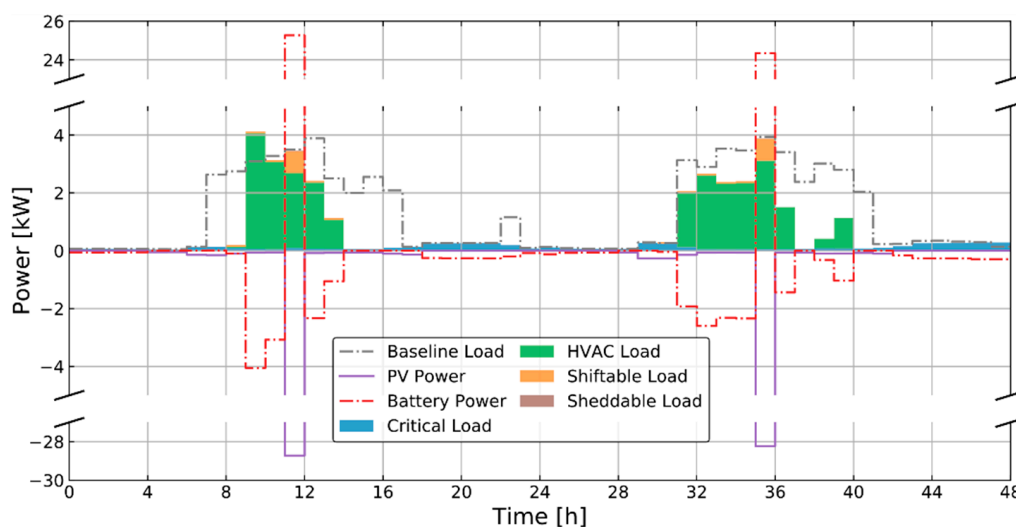 26
24
4
2
0
−2
−4
−28
−30
Power [kW]
Baseline Load
PV Power
Battery Power
Critical Load
HVAC Load
Shiftable Load
Sheddable Load
0 4 8 12 16 20 24 28 32 36 40 44 48
Time [h]